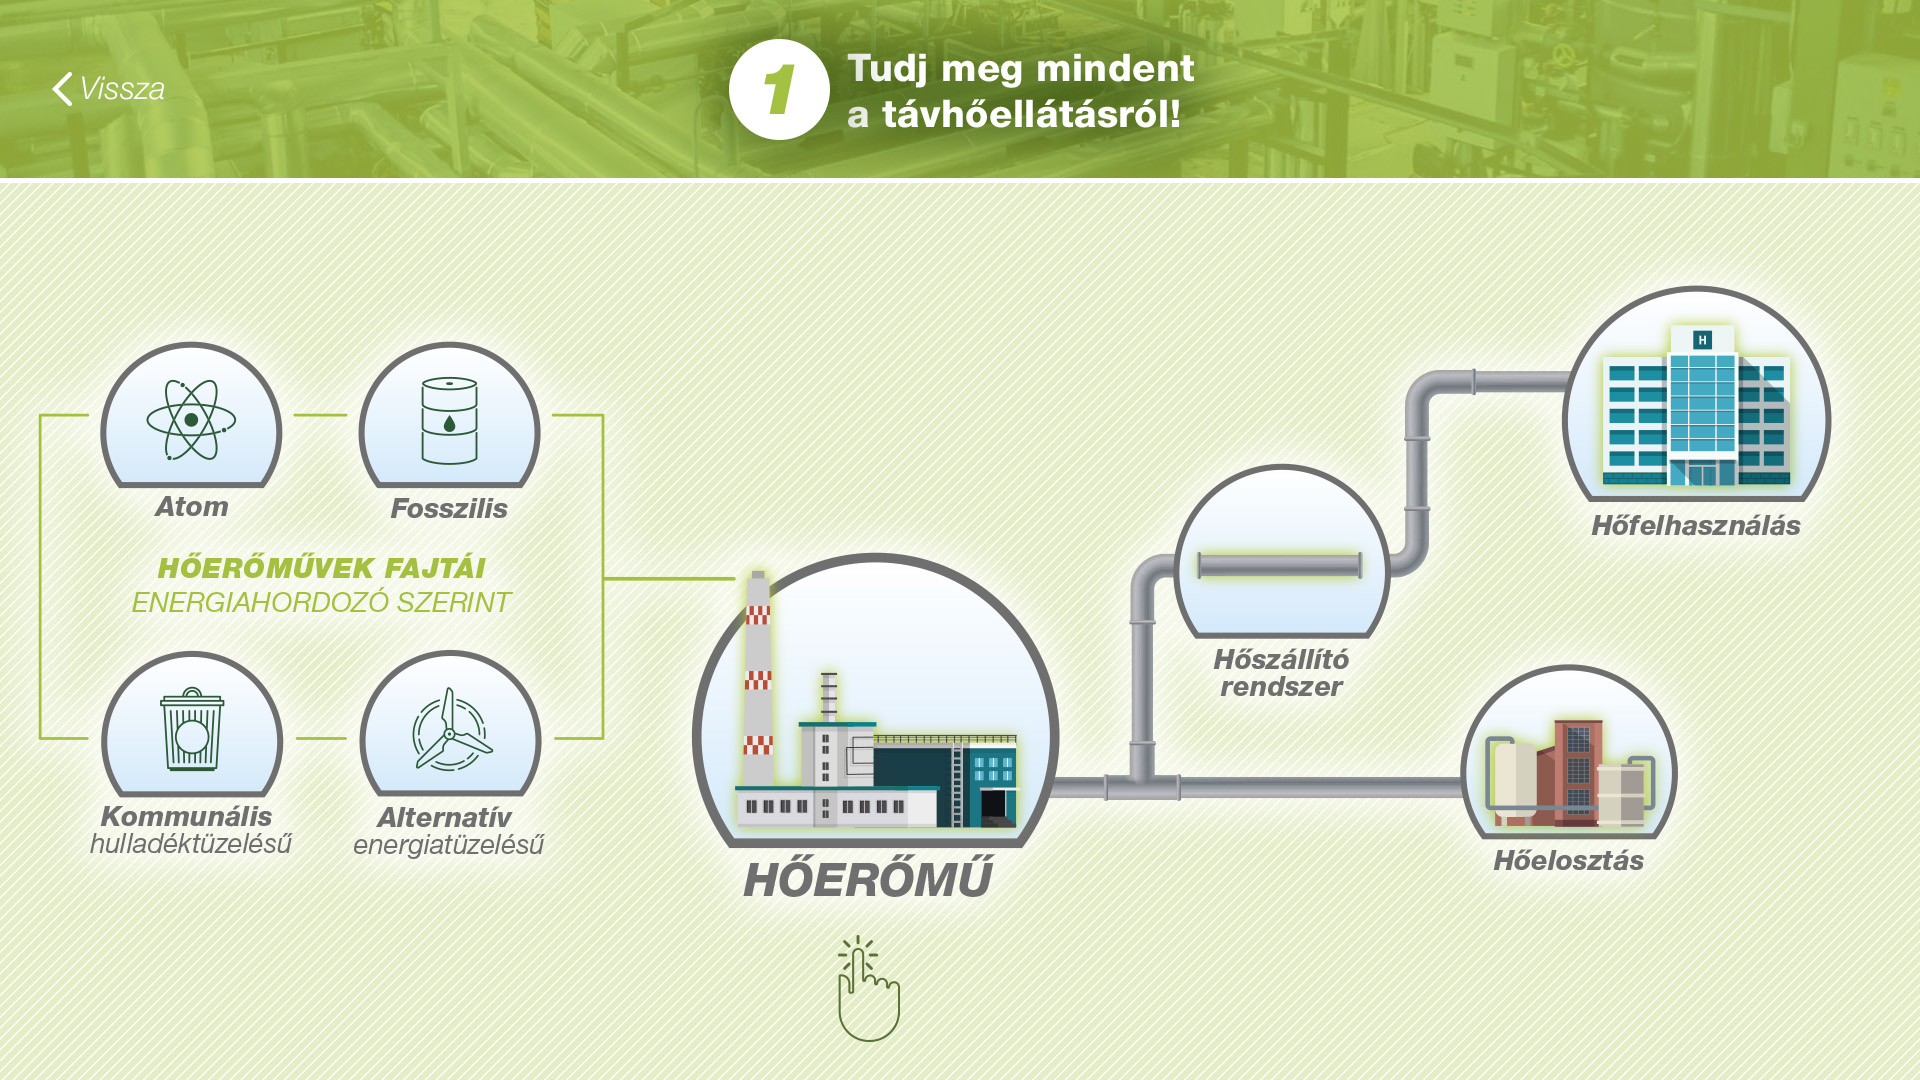 Vissza
1
Tudj meg mindent
a távhőellátásról!
Atom
Fosszilis
HŐERŐMŰVEK FAJTÁI
ENERGIAHORDOZÓ SZERINT
Kommunális
hulladéktüzelésű
Alternatív
energiatüzelésű
HŐERŐMŰ
Hőszállító
rendszer
H
Hőfelhasználás
Hőelosztás